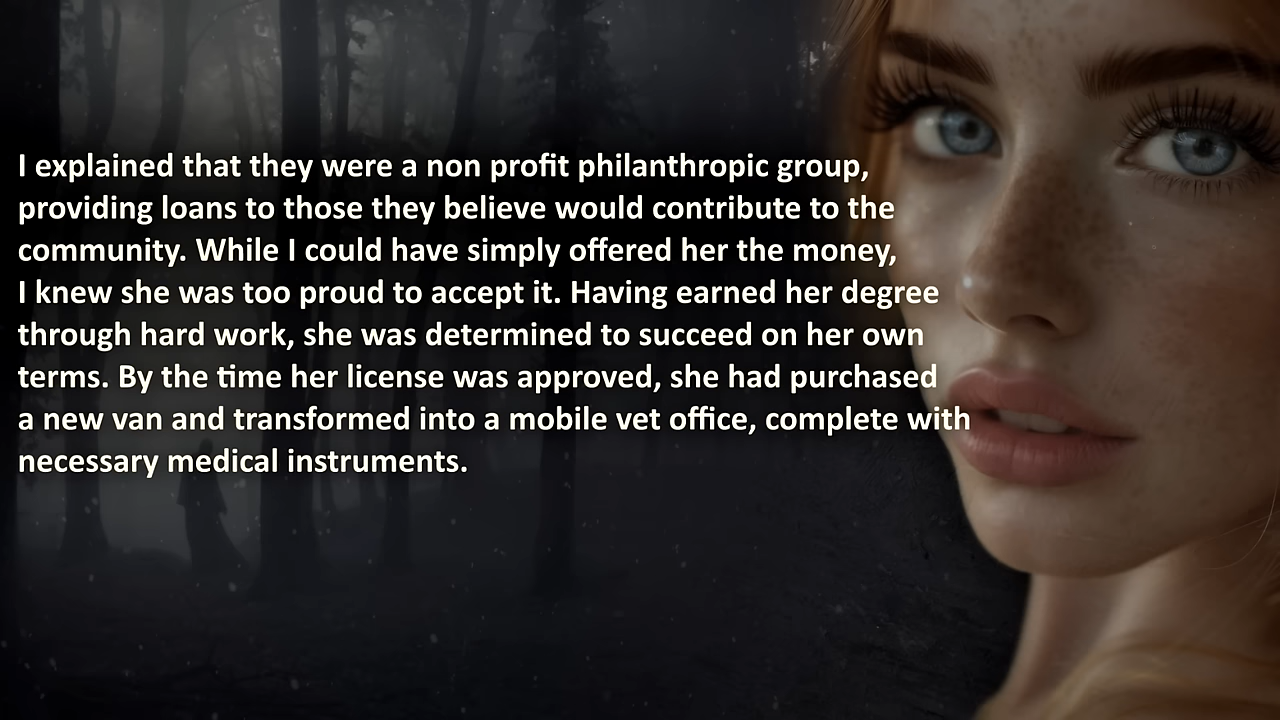 I explained that they were a non profit philanthropic group,
providing loans to those they believe would contribute to the
community. While I could have simply offered her the money,
I knew she was too proud to accept it. Having earned her degree
through hard work, she was determined to succeed on her own
terms. By the time her license was approved, she had purchased
a new van and transformed into a mobile vet office, complete with
necessary medical instruments.